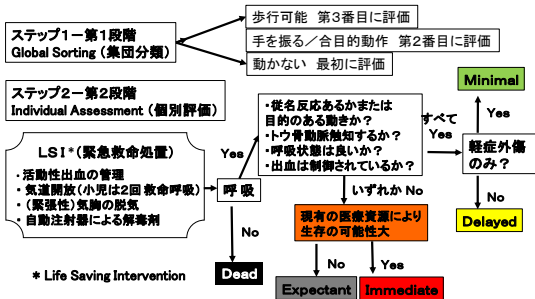 ステップ1－第1段階
Global Sorting（集団分類）
歩行可能　第3番目に評価
手を振る／合目的動作　第2番目に評価
動かない　最初に評価
ステップ2－第2段階
Individual Assessment（個別評価）
LSI*（緊急救命処置）
・活動性出血の管理
・気道開放（小児は2回 救命呼吸）
・（緊張性）気胸の脱気
・自動注射器による解毒剤
* Life Saving Intervention
呼吸
Yes
No
Dead
・従名反応あるかまたは
目的のある動きか？
・トウ骨動脈触知するか？
・呼吸状態は良いか？
・出血は制御されているか？
すべて
Yes
いずれか No
軽症外傷
のみ？
Yes
Minimal
No
Delayed
現有の医療資源により
生存の可能性大
No
Yes
Expectant
Immediate